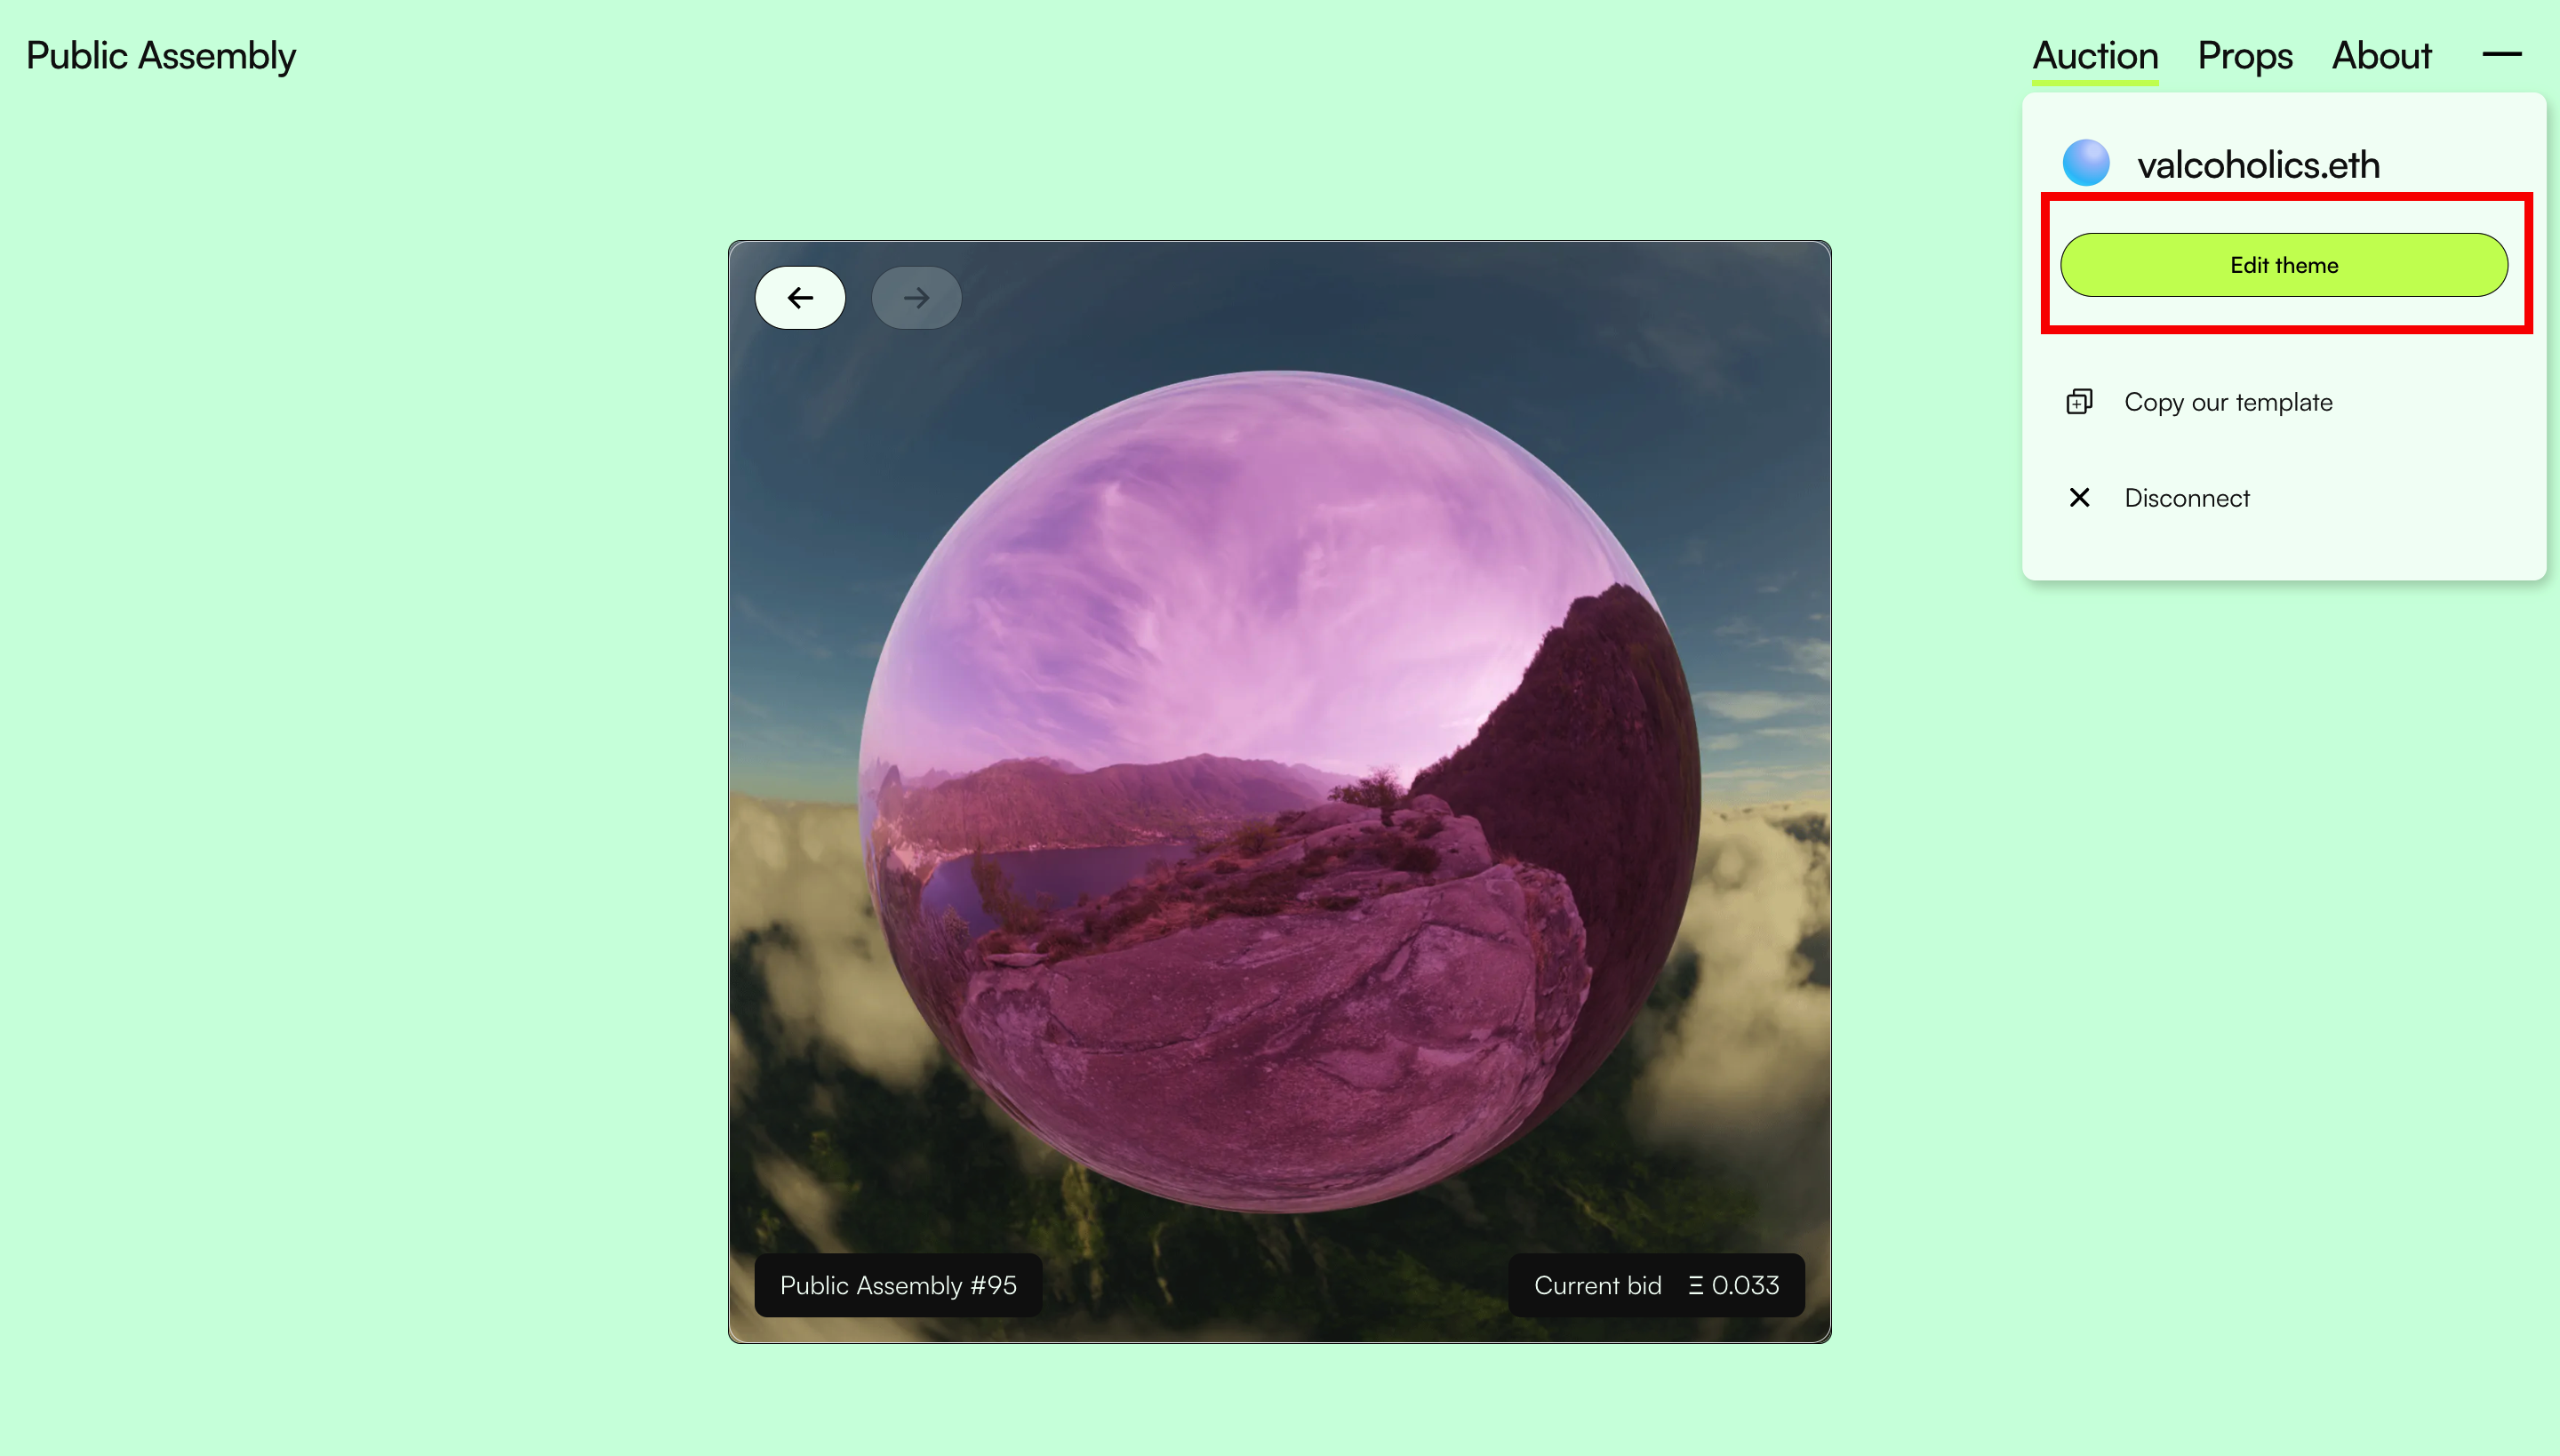 Public Assembly
Auction Props About
valcoholics.eth
Edit theme
Copy our template
Disconnect
Public Assembly #95
Current bid Ξ 0.033